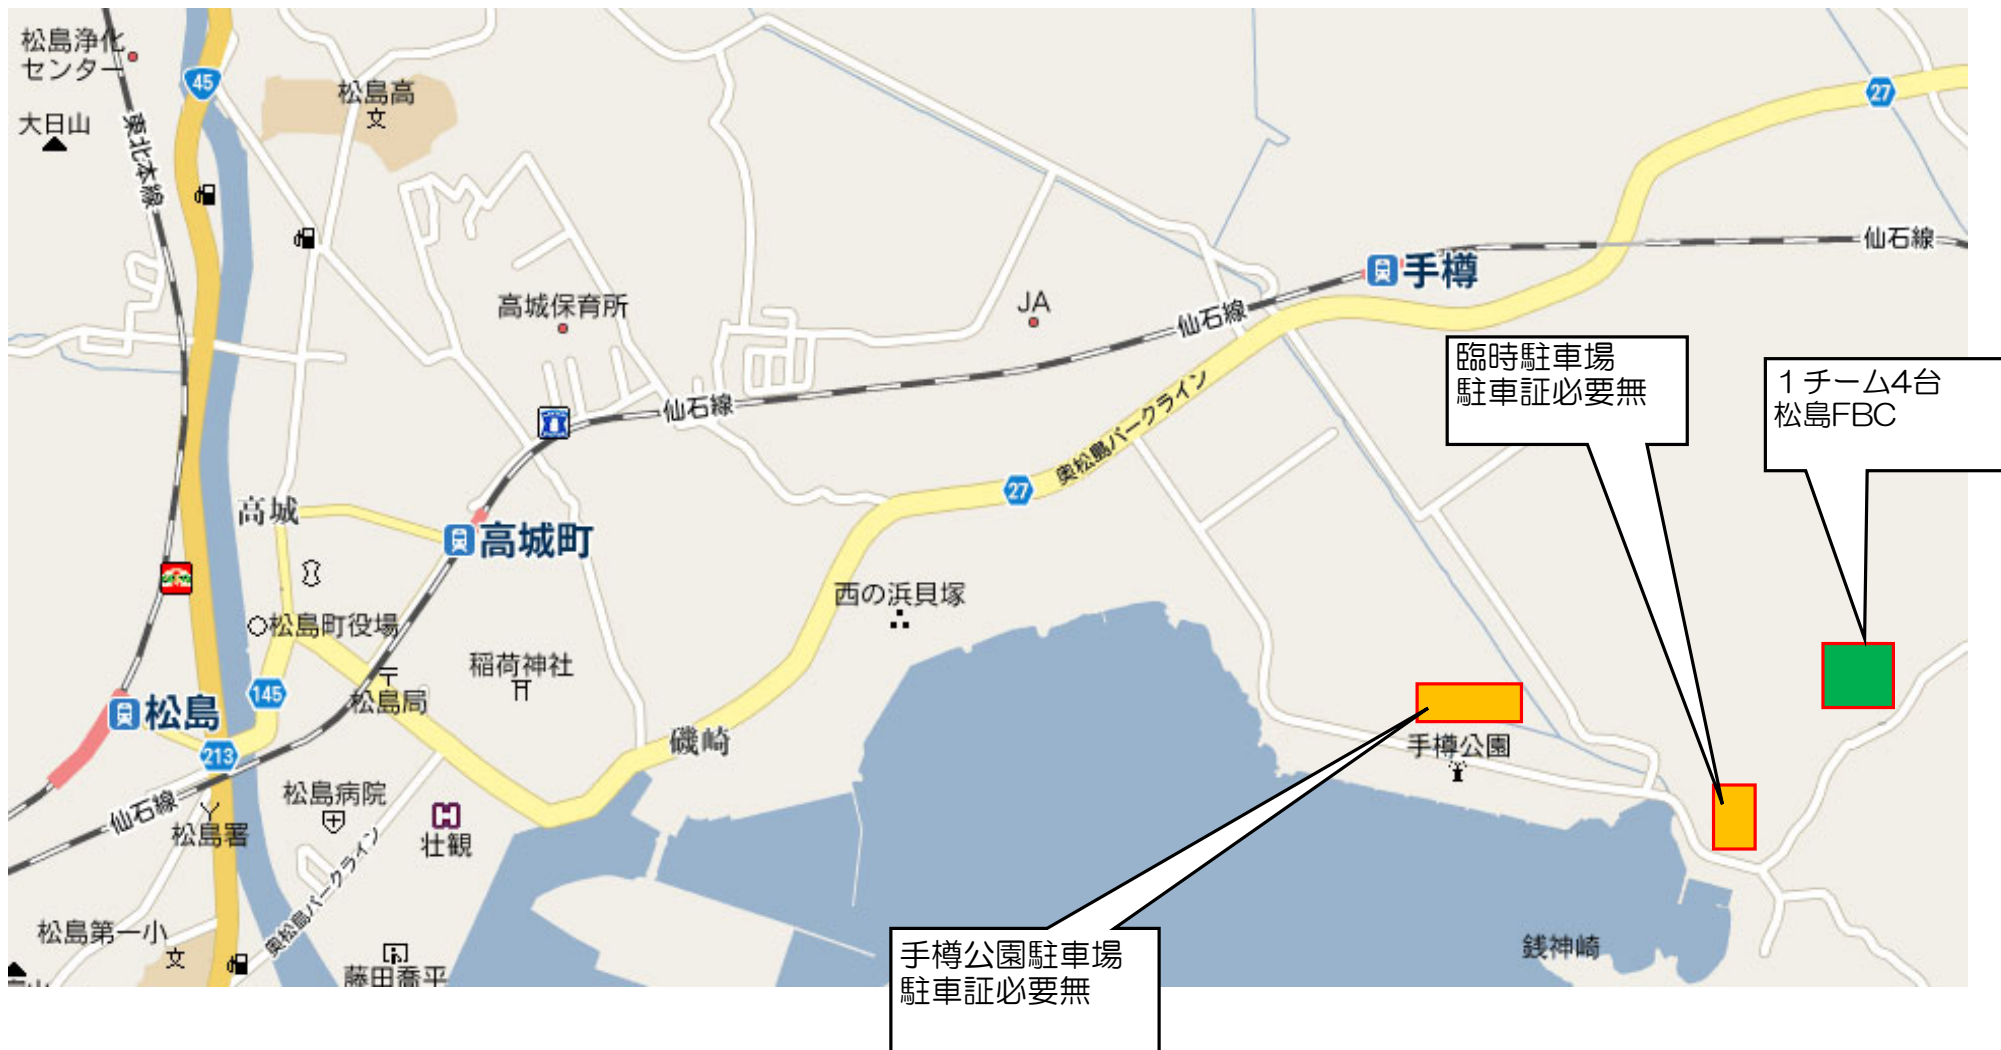 松島浄化
センター
45
松島高
文
大日山
東北本線
27
仙石線
手樽
高城保育所
JA
仙石線
臨時駐車場
駐車証必要無
１チーム4台
松島FBC
仙石線
奥松島パークライン
27
高城
高城町
西の浜貝塚
松島町役場
稲荷神社
145
松島局
松島
磯崎
手樽公園
213
松島病院
仙石線
松島署
壮観
奥松島パークライン
松島第一小
文
藤田喬平
手樽公園駐車場
駐車証必要無
銭神崎